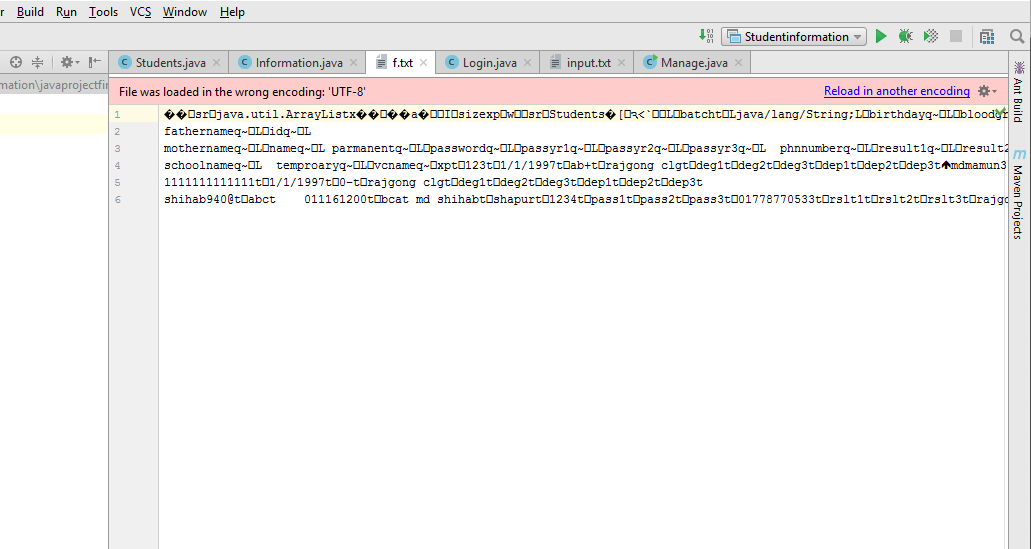 Build Run Tools VCS Window Help
Studentinformation
Students.java Information.java f.txt Login.java input.txt Manage.java
mation\javaprojectfir
File was loaded in the wrong encoding: 'UTF-8' Reload in another encoding
1 ��□sr□java.util.ArrayListx��□��a�□□I□sizexp□w□□sr□Students�[□<`□□L□batcht□Ljava/lang/String;L□birthdayq~□L□bloodgr
2 fathernameq~□L□idq~□L
3 mothernameq~□L□nameq~□L parmanentq~□L□passwordq~□L□passyr1q~□L□passyr2q~□L□passyr3q~□L phnnumberq~□L□result1q~□L□result2
4 schoolnameq~□L temproaryq~□L□vcnameq~□xpt□123t□1/1/1997t□ab+t□rajgong clgt□deg1t□deg2t□deg3t□dep1t□dep2t□dep3t♠mdmamun3
5 1111111111111t□1/1/1997t□0-t□rajgong clgt□deg1t□deg2t□deg3t□dep1t□dep2t□dep3t
6 shihab940@t□abct 011161200t□bcat md shihabt□shapurt□1234t□pass1t□pass2t□pass3t□01778770533t□rslt1t□rslt2t□rslt3t□rajgo
Ant Build
Maven Projects